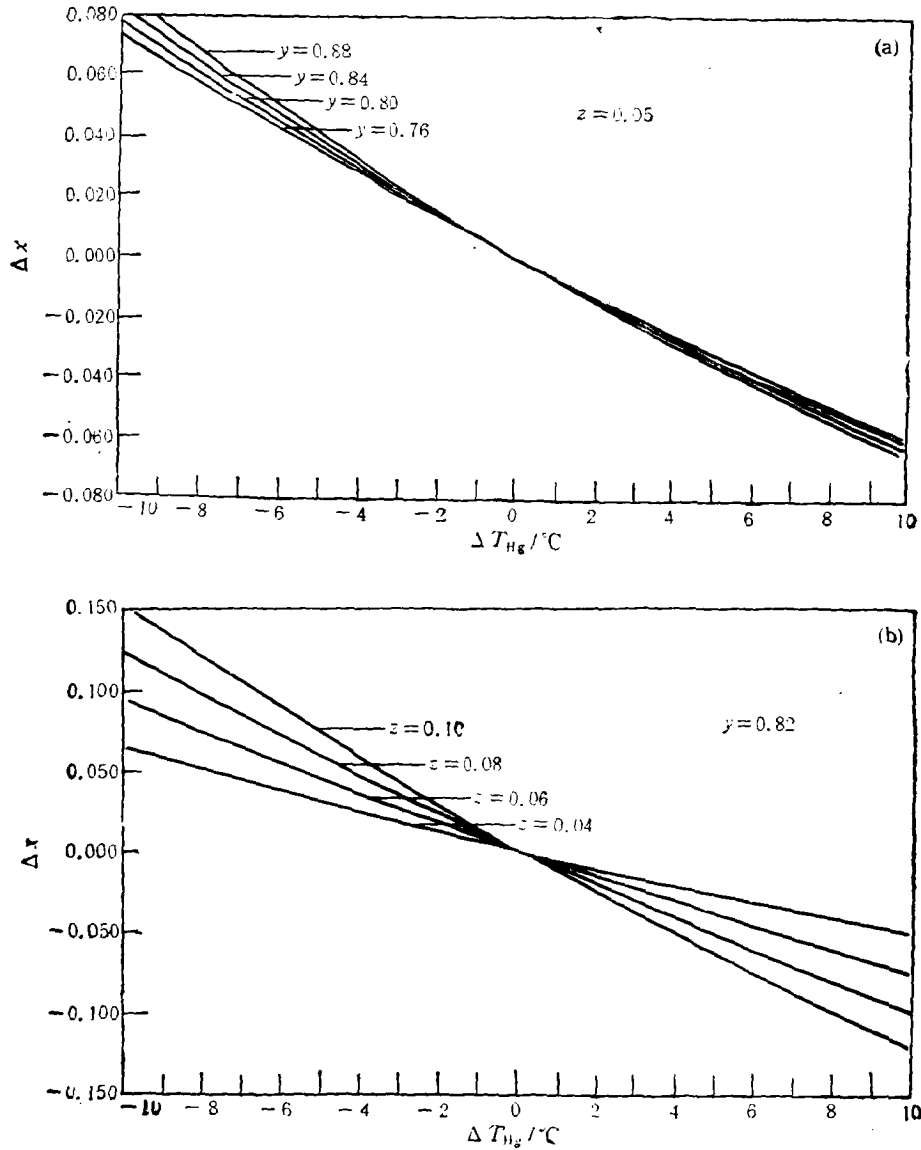 (a)
0.080
0.060
0.040
0.020
0.000
−0.020
−0.040
−0.060
−0.080
y=0.88
y=0.84
y=0.80
y=0.76
z=0.05
Δx
−10 −8 −6 −4 −2 0 2 4 6 8 10
ΔT_Hg/°C
(b)
0.150
0.100
0.050
0.000
−0.050
−0.100
−0.150
z=0.10
z=0.08
z=0.06
z=0.04
y=0.82
Δx
−10 −8 −6 −4 −2 0 2 4 6 8 10
ΔT_Hg/°C